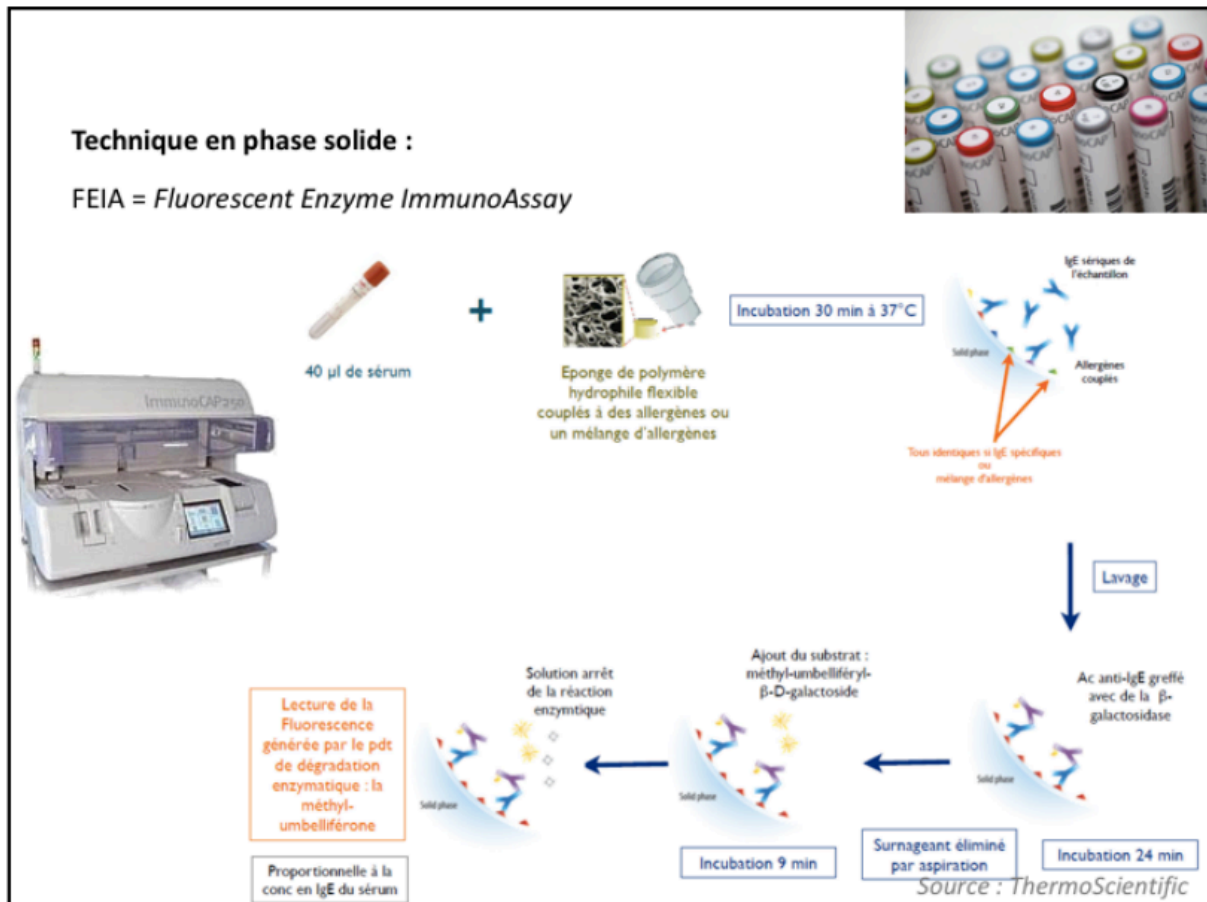 Technique en phase solide :
FEIA = Fluorescent Enzyme ImmunoAssay
ImmunoCAP250
40 µl de sérum
+
Eponge de polymère
hydrophile flexible
couplés à des allergènes ou
un mélange d'allergènes
Incubation 30 min à 37°C
IgE sériques de
l'échantillon
Solid phase
Allergènes
couplés
Tous identiques si IgE spécifiques
ou
mélange d'allergènes
Lavage
Ac anti-IgE greffé
avec de la β-
galactosidase
Solid phase
Incubation 24 min
Surnageant éliminé
par aspiration
Ajout du substrat :
méthyl-umbelliféryl-
β-D-galactoside
Solid phase
Incubation 9 min
Solution arrêt
de la réaction
enzymtique
Solid phase
Lecture de la
Fluorescence
générée par le pdt
de dégradation
enzymatique : la
méthyl-
umbelliférone
Proportionnelle à la
conc en IgE du sérum
Source : ThermoScientific